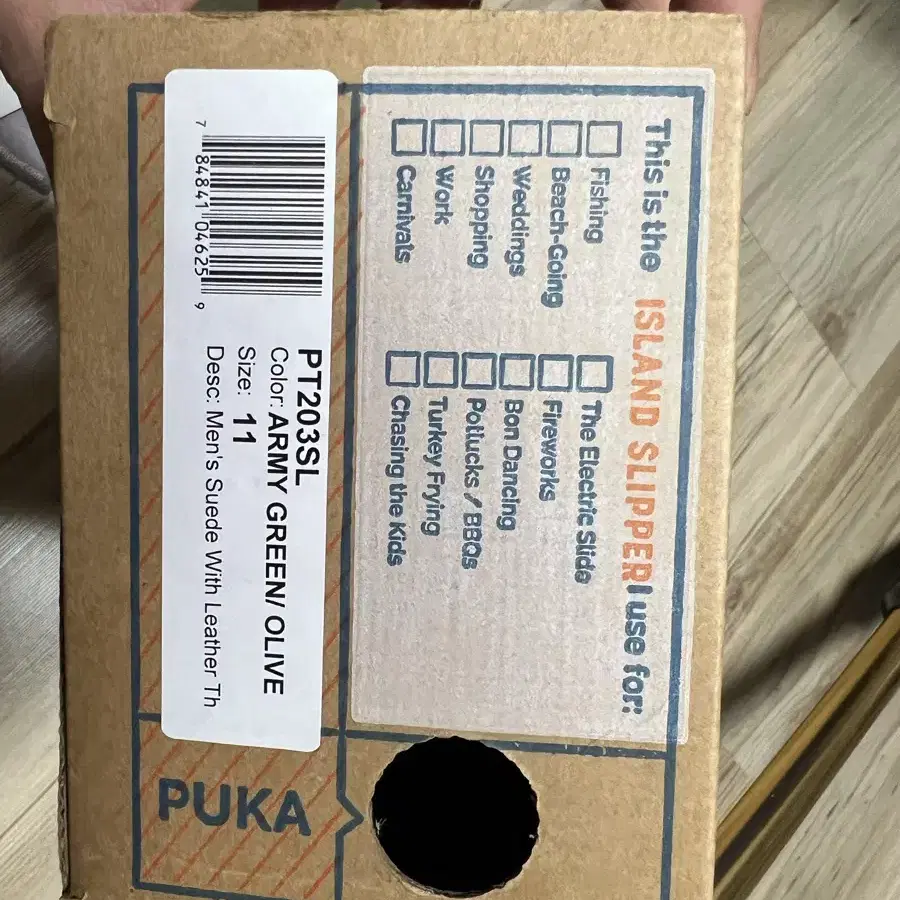 This is the ISLAND SLIPPER I use for:
Fishing
Beach-Going
Weddings
Shopping
Work
Carnivals
The Electric Slide
Fireworks
Bon Dancing
Potlucks / BBQs
Turkey Frying
Chasing the Kids
PT203SL
Color: ARMY GREEN/ OLIVE
Size: 11
Desc: Men's Suede With Leather Th
7 84841 04625 9
PUKA